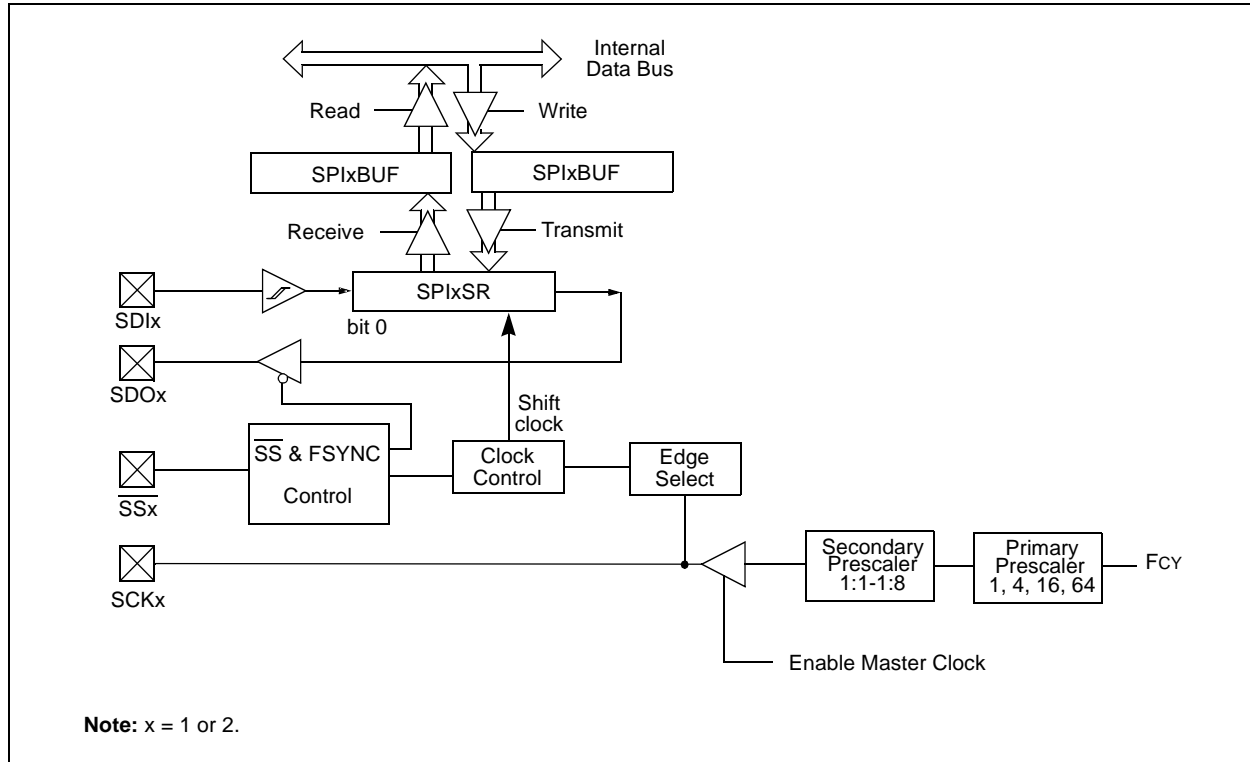 Internal
Data Bus
Read
Write
SPIxBUF
SPIxBUF
Receive
Transmit
SDIx
SPIxSR
bit 0
SDOx
Shift
clock
SS & FSYNC
Control
Clock
Control
Edge
Select
SSx
SCKx
Secondary
Prescaler
1:1-1:8
Primary
Prescaler
1, 4, 16, 64
FCY
Enable Master Clock
Note: x = 1 or 2.